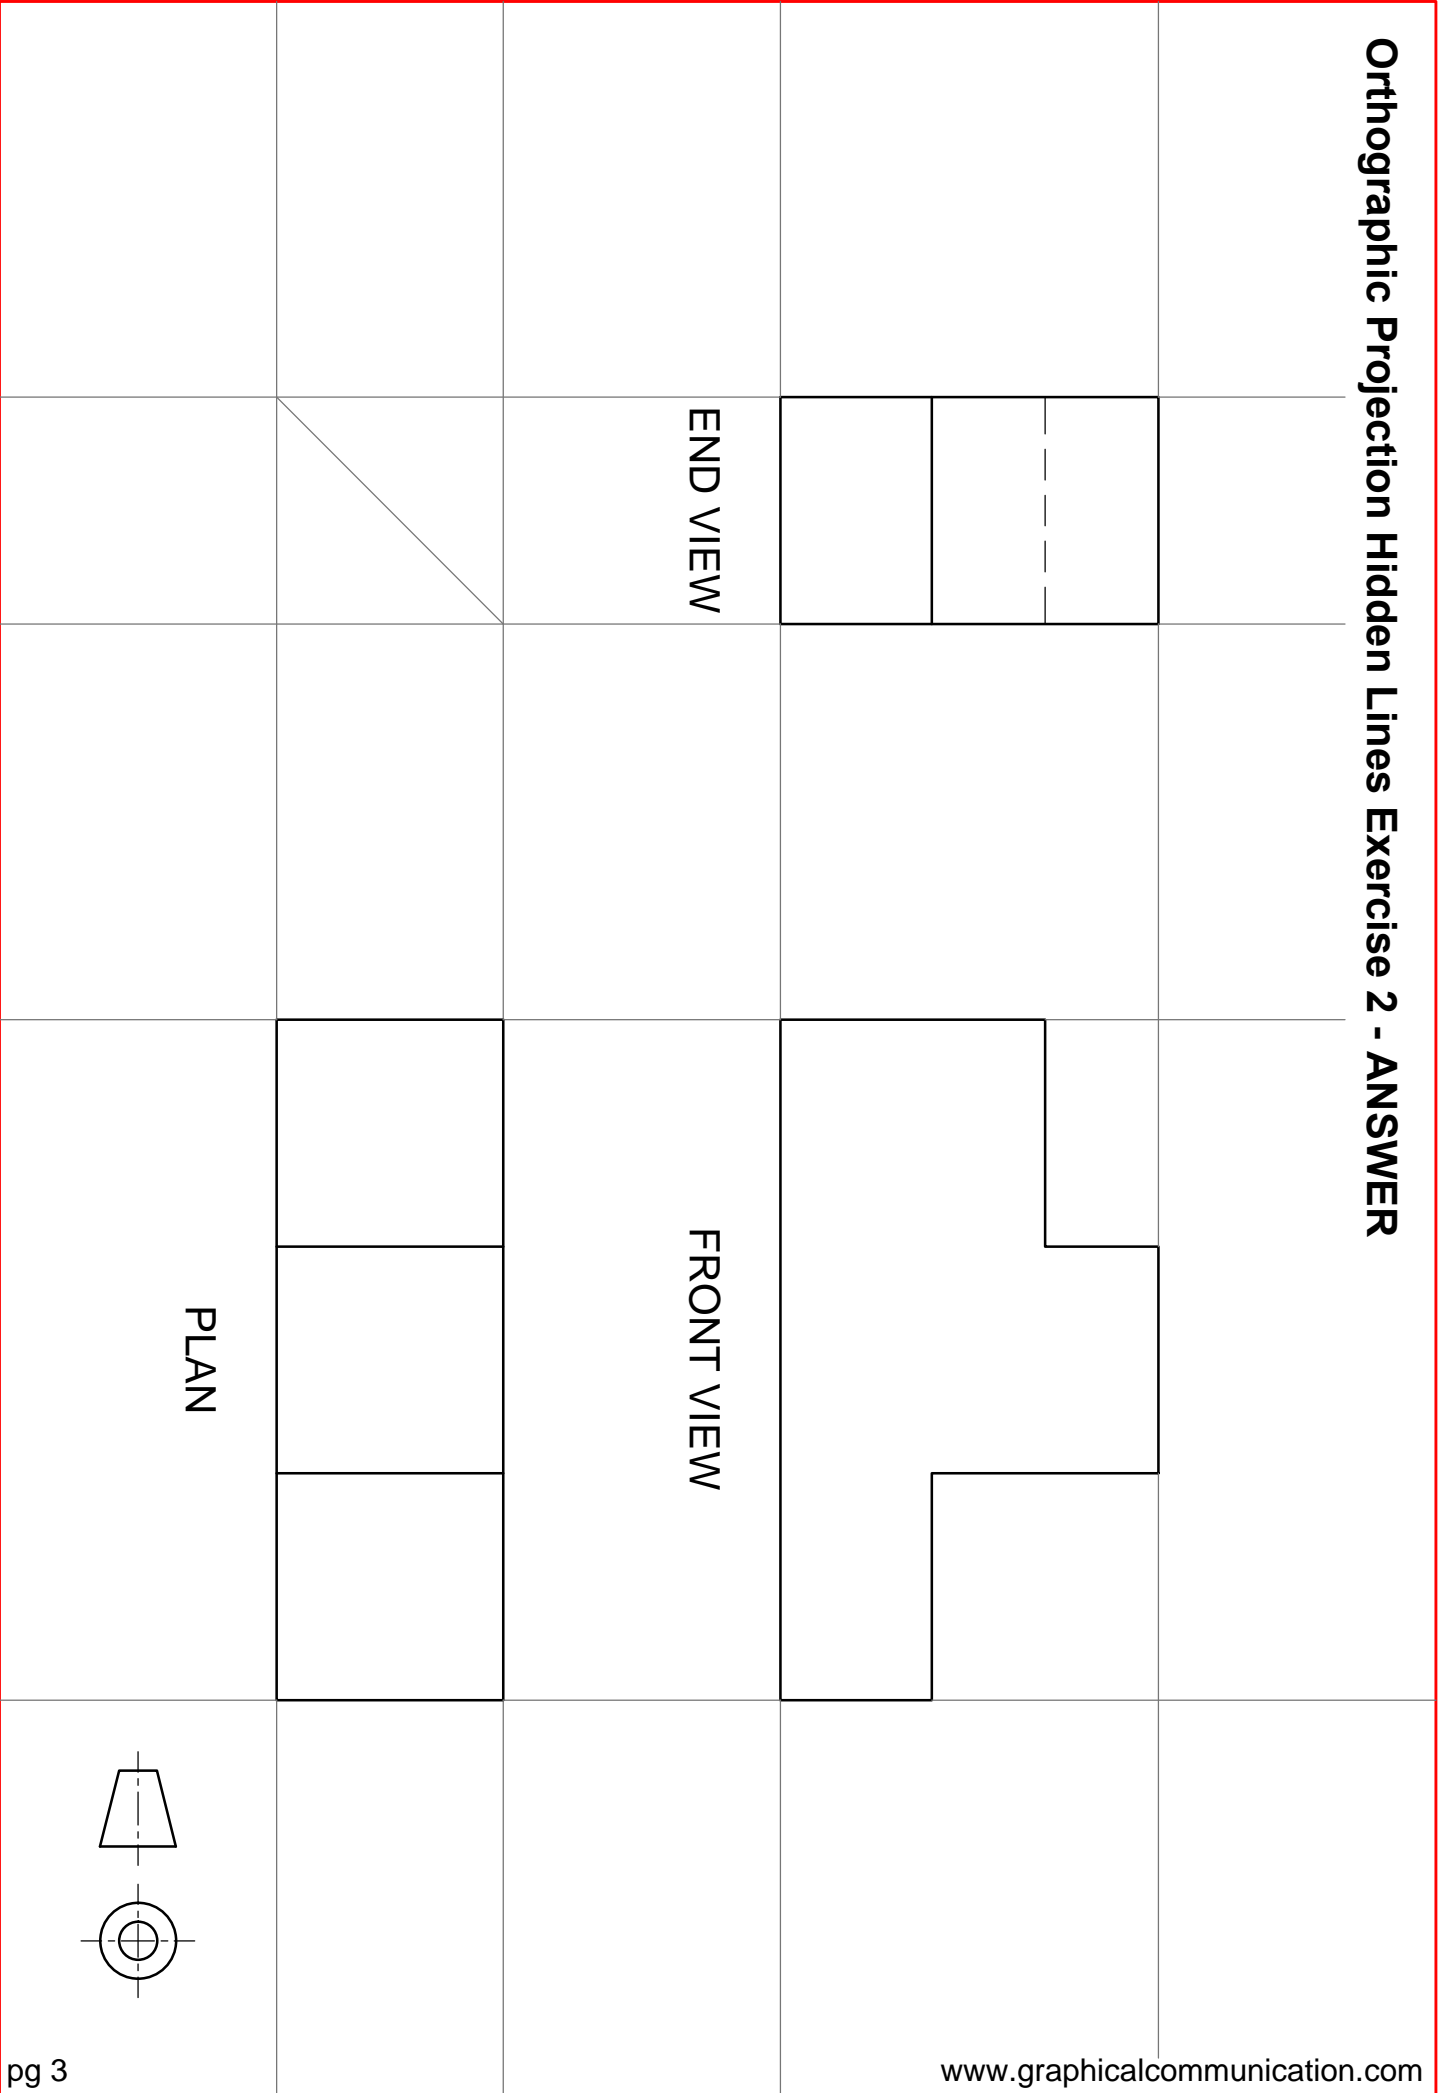 Orthographic Projection Hidden Lines Exercise 2 - ANSWER
END VIEW
FRONT VIEW
PLAN
pg 3
www.graphicalcommunication.com